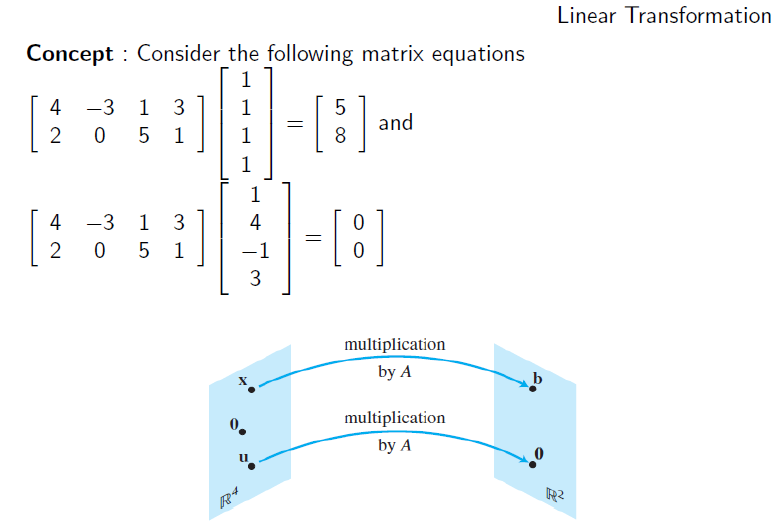 Linear Transformation
Concept : Consider the following matrix equations
[ 4 −3 1 3 ] [ 1 ] = [ 5 ] and
[ 2 0 5 1 ] [ 1 ] [ 8 ]
[ 1 ]
[ 1 ]
[ 4 −3 1 3 ] [ 1 ] = [ 0 ]
[ 2 0 5 1 ] [ 4 ] [ 0 ]
[ −1 ]
[ 3 ]
multiplication
by A
x
b
0
multiplication
by A
u
0
ℝ4
ℝ2